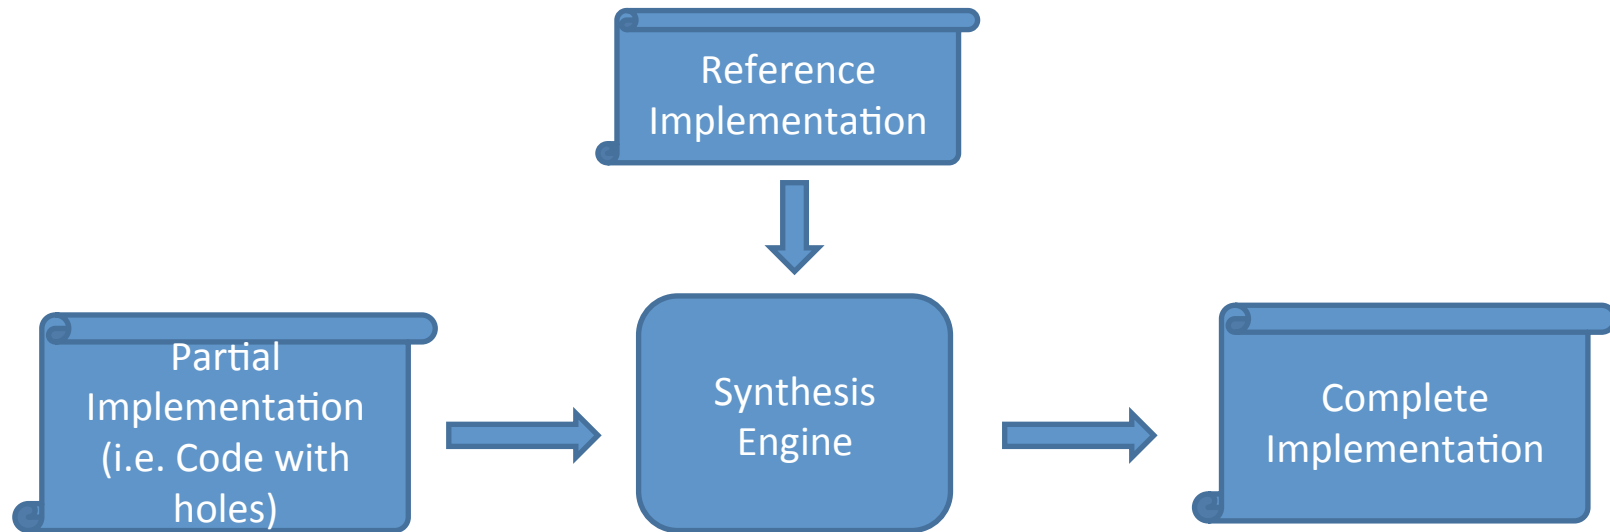 Reference
Implementation
Partial
Implementation
(i.e. Code with
holes)
Synthesis
Engine
Complete
Implementation